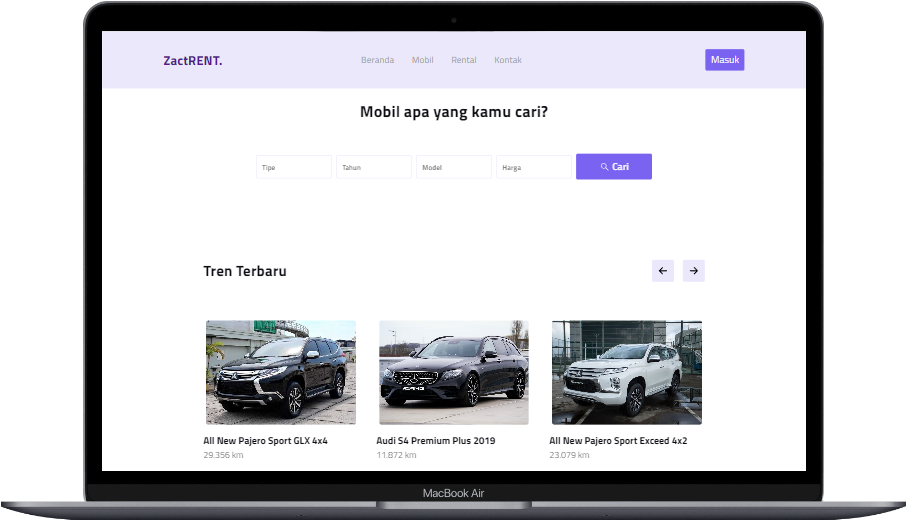 ZactRENT.
Beranda Mobil Rental Kontak
Masuk
Mobil apa yang kamu cari?
Tipe Tahun Model Harga Cari
Tren Terbaru
All New Pajero Sport GLX 4x4
29.356 km
Audi S4 Premium Plus 2019
11.872 km
All New Pajero Sport Exceed 4x2
23.079 km
MacBook Air